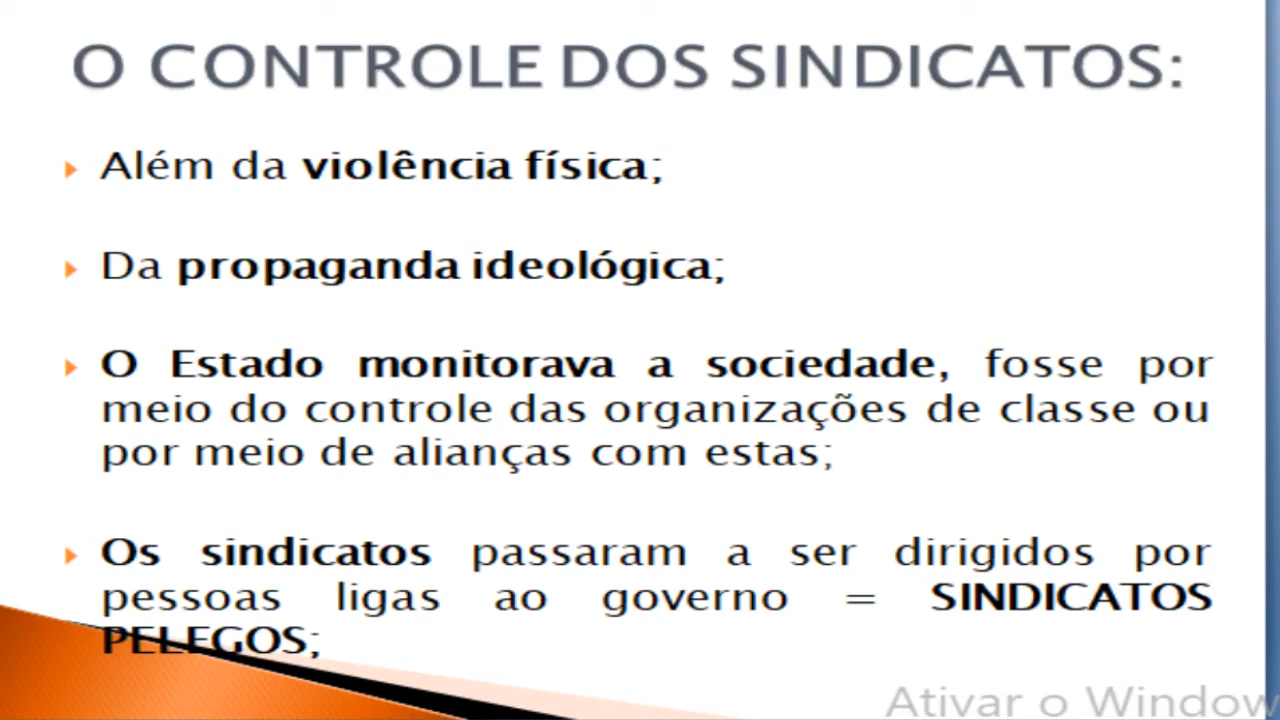 O CONTROLE DOS SINDICATOS:
Além da violência física;
Da propaganda ideológica;
O Estado monitorava a sociedade, fosse por
meio do controle das organizações de classe ou
por meio de alianças com estas;
Os sindicatos passaram a ser dirigidos por
pessoas ligas ao governo = SINDICATOS
PELEGOS;
Ativar o Window